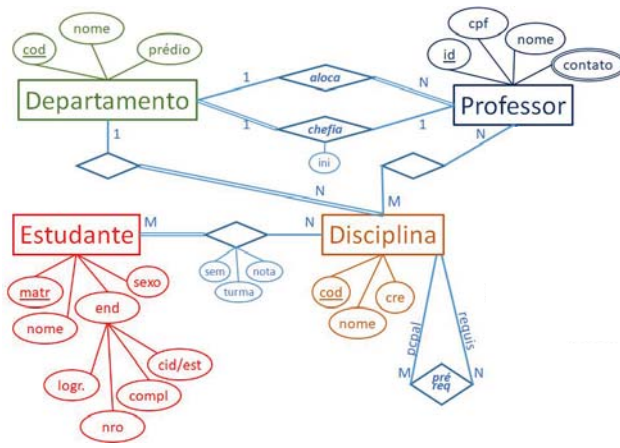 cod
nome
prédio
Departamento
1
aloca
N
1
chefia
1
ini
cpf
nome
id
contato
Professor
1
N
N
M
Estudante
M
N
sem
nota
turma
Disciplina
matr
sexo
nome
end
logr.
cid/est
compl
nro
cod
cre
nome
pcpal
requis
M
pré
req
N